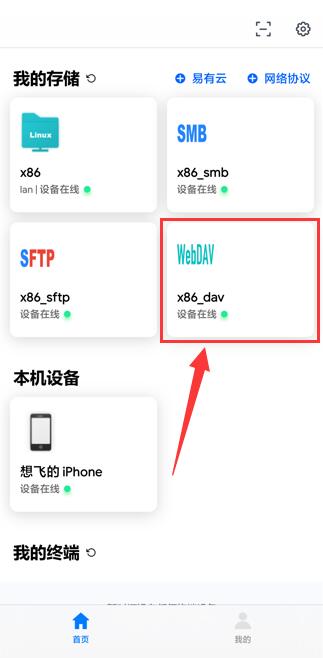 我的存储
易有云
网络协议
Linux
x86
lan | 设备在线
SMB
x86_smb
设备在线
SFTP
x86_sftp
设备在线
WebDAV
x86_dav
设备在线
本机设备
想飞的 iPhone
设备在线
我的终端
首页
我的